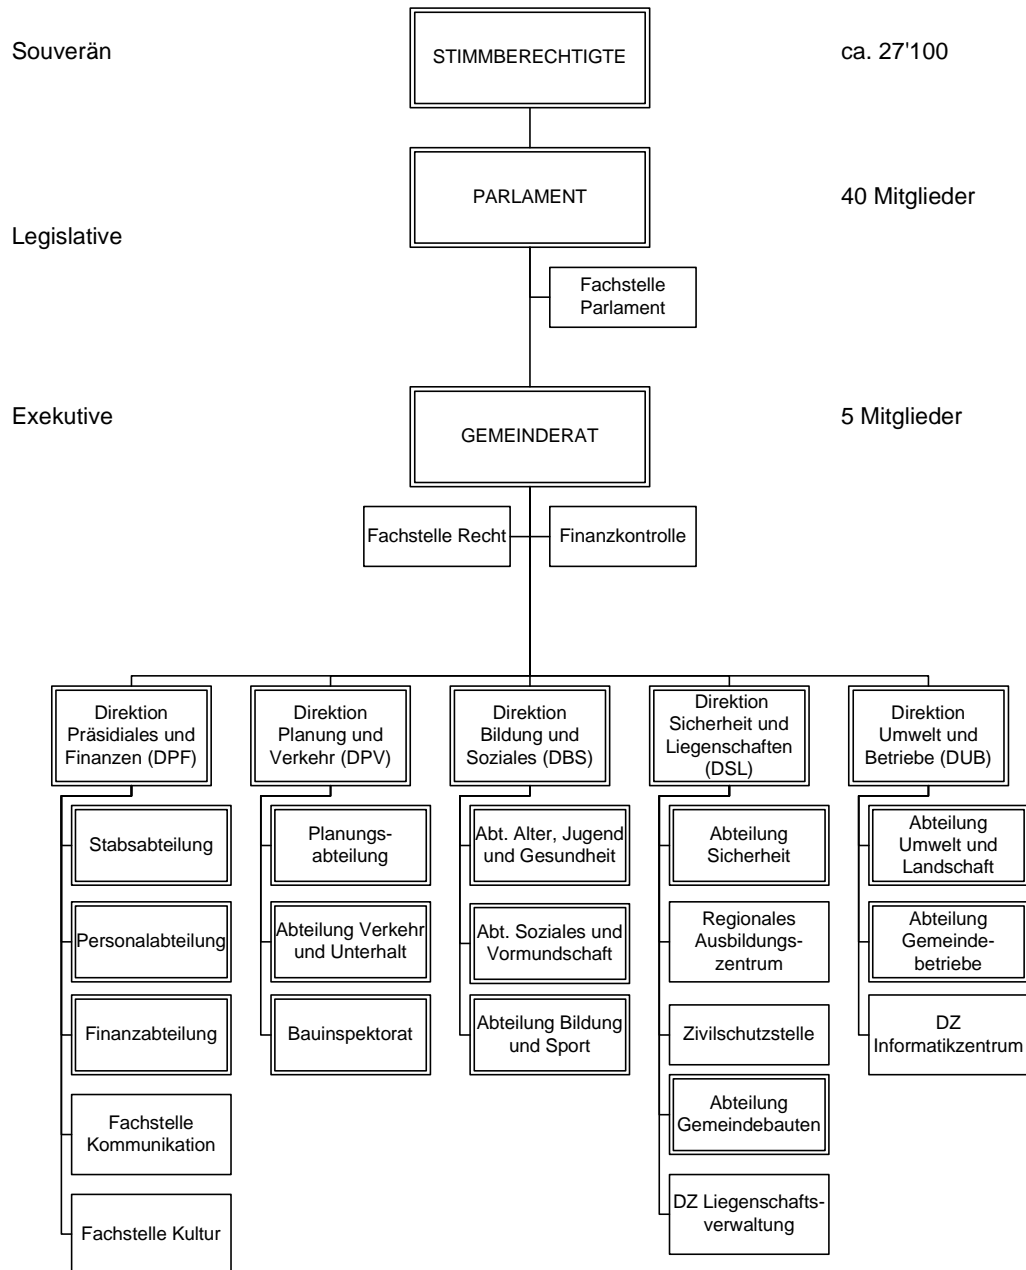 Souverän
STIMMBERECHTIGTE
ca. 27'100
PARLAMENT
40 Mitglieder
Legislative
Fachstelle
Parlament
Exekutive
GEMEINDERAT
5 Mitglieder
Fachstelle Recht
Finanzkontrolle
Direktion
Präsidiales und
Finanzen (DPF)
Direktion
Planung und
Verkehr (DPV)
Direktion
Bildung und
Soziales (DBS)
Direktion
Sicherheit und
Liegenschaften
(DSL)
Direktion
Umwelt und
Betriebe (DUB)
Stabsabteilung
Personalabteilung
Finanzabteilung
Fachstelle
Kommunikation
Fachstelle Kultur
Planungs-
abteilung
Abteilung Verkehr
und Unterhalt
Bauinspektorat
Abt. Alter, Jugend
und Gesundheit
Abt. Soziales und
Vormundschaft
Abteilung Bildung
und Sport
Abteilung
Sicherheit
Regionales
Ausbildungs-
zentrum
Zivilschutzstelle
Abteilung
Gemeindebauten
DZ Liegenschafts-
verwaltung
Abteilung
Umwelt und
Landschaft
Abteilung
Gemeinde-
betriebe
DZ
Informatikzentrum